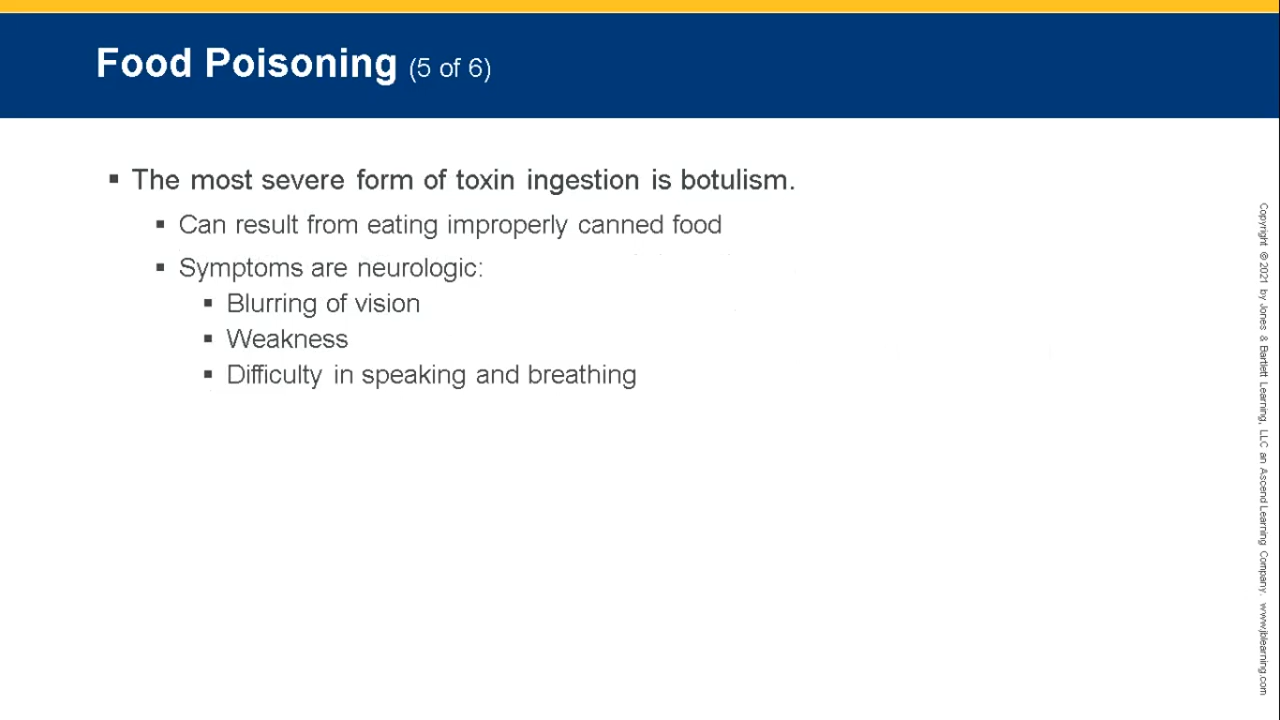 Food Poisoning (5 of 6)
▪ The most severe form of toxin ingestion is botulism.
▪ Can result from eating improperly canned food
▪ Symptoms are neurologic:
▪ Blurring of vision
▪ Weakness
▪ Difficulty in speaking and breathing
Copyright © 2021 by Jones & Bartlett Learning, LLC an Ascend Learning Company. www.jblearning.com